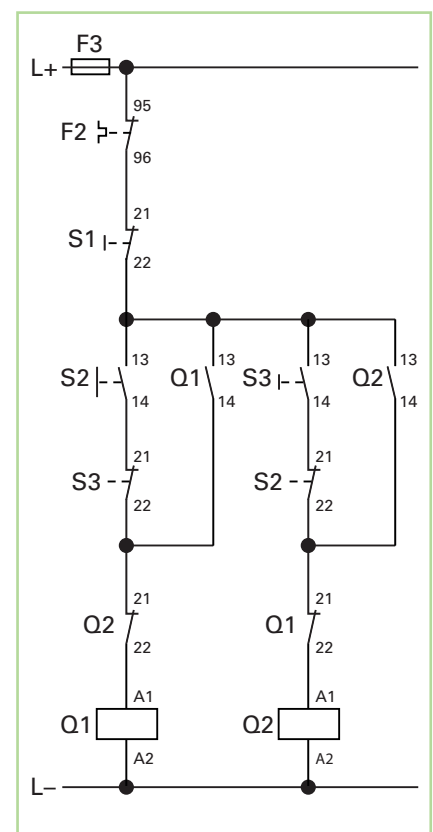 F3
L+
95
F2
96
21
S1
22
13 13 13 13
S2 Q1 S3 Q2
14 14 14 14
21 21
S3 S2
22 22
21 21
Q2 Q1
22 22
A1 A1
Q1 Q2
A2 A2
L–